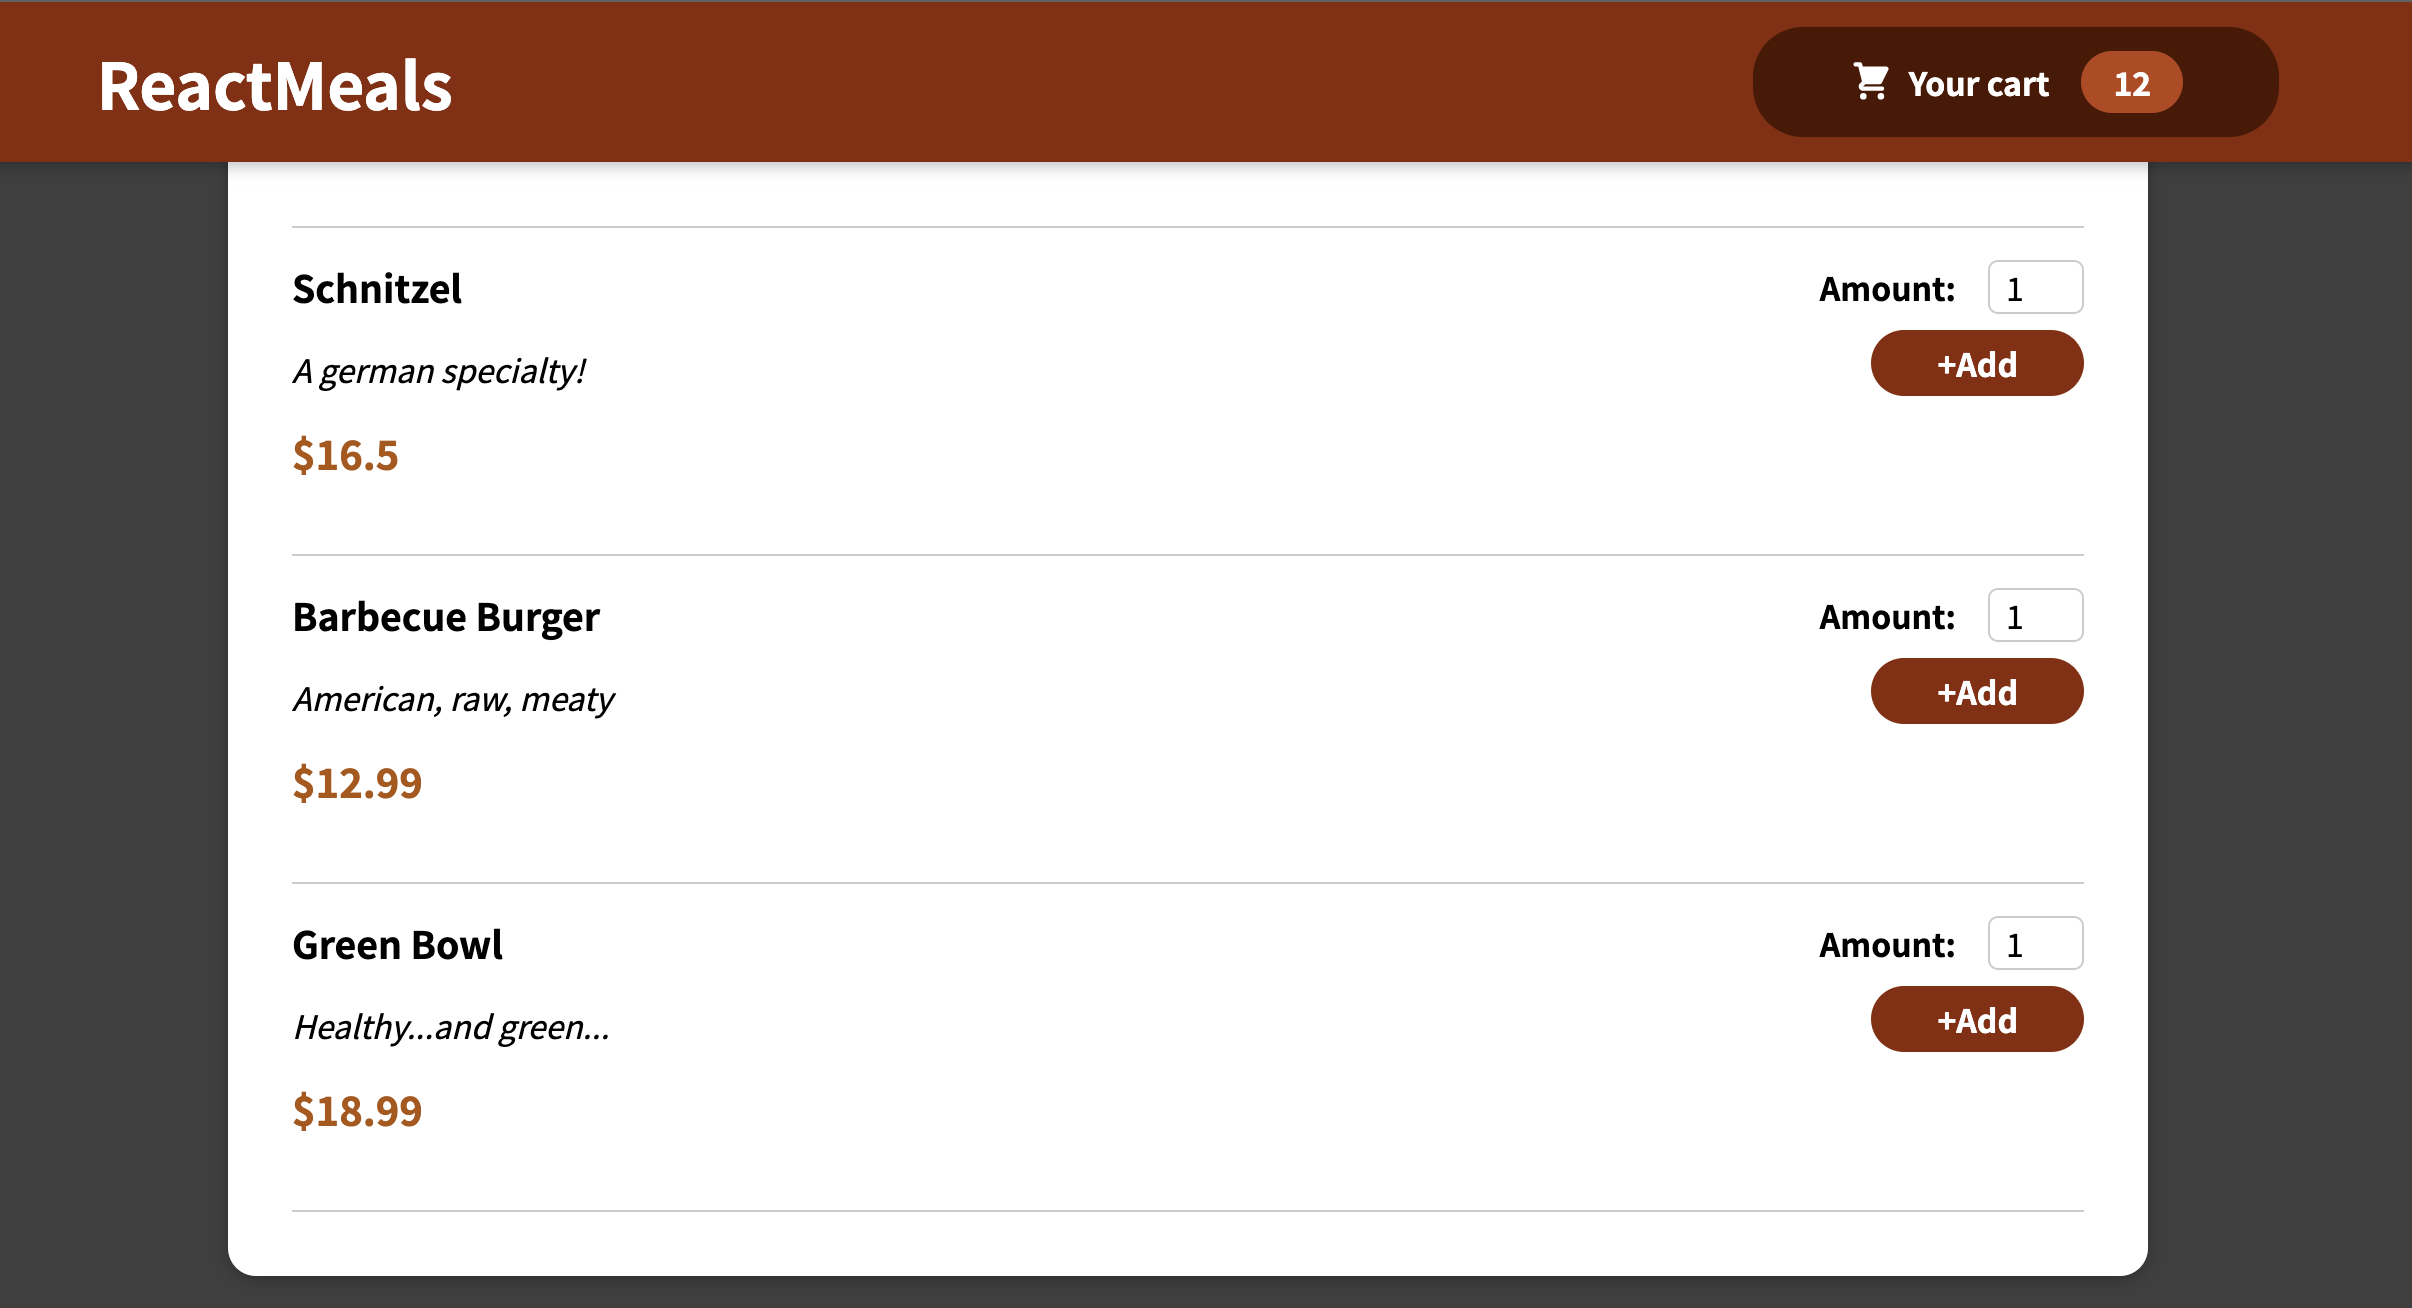 ReactMeals
Your cart 12
Schnitzel
Amount: 1
A german specialty!
+Add
$16.5
Barbecue Burger
Amount: 1
American, raw, meaty
+Add
$12.99
Green Bowl
Amount: 1
Healthy...and green...
+Add
$18.99